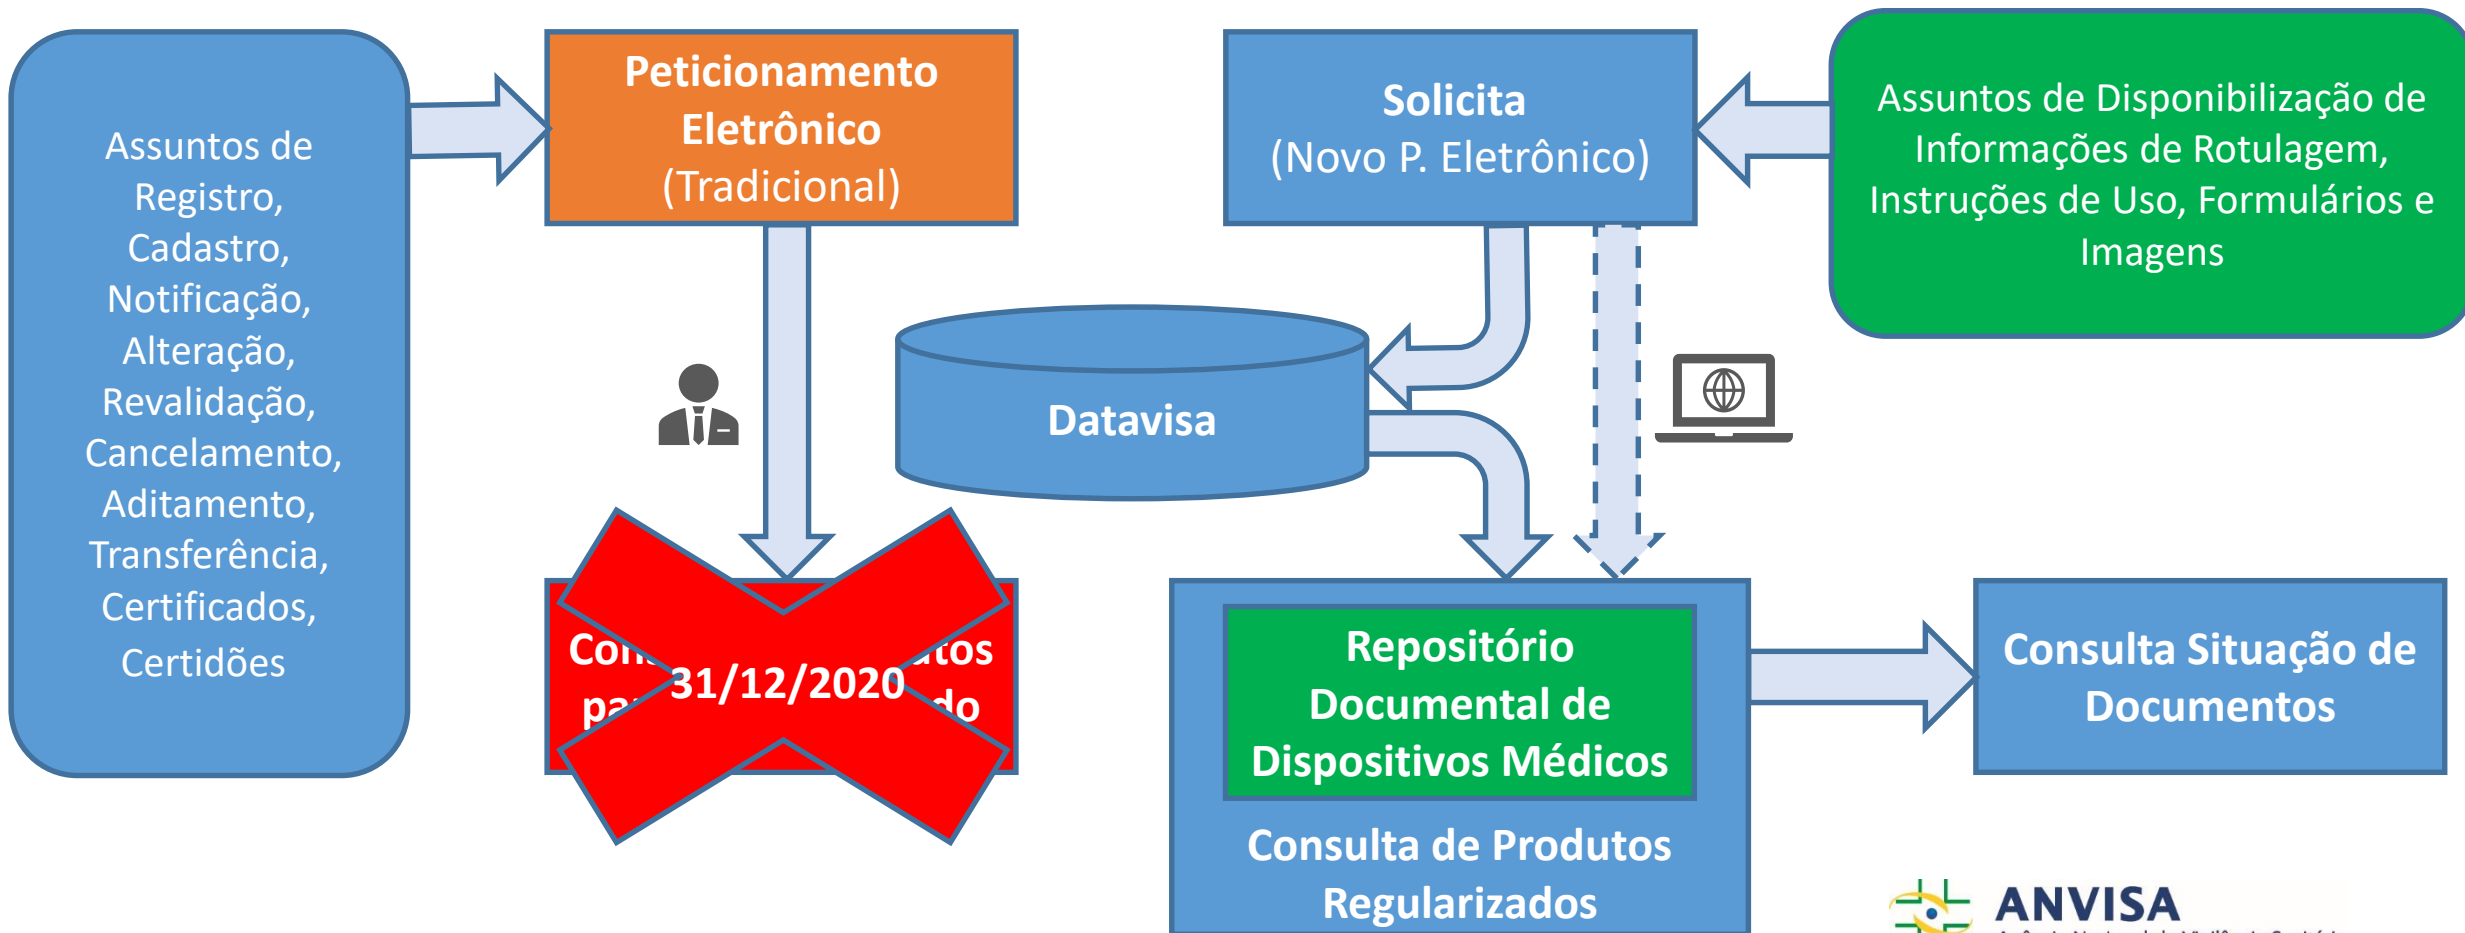 Assuntos de
Registro,
Cadastro,
Notificação,
Alteração,
Revalidação,
Cancelamento,
Aditamento,
Transferência,
Certificados,
Certidões
Peticionamento
Eletrônico
(Tradicional)
Solicita
(Novo P. Eletrônico)
Assuntos de Disponibilização de
Informações de Rotulagem,
Instruções de Uso, Formulários e
Imagens
Datavisa
31/12/2020
Repositório
Documental de
Dispositivos Médicos
Consulta de Produtos
Regularizados
Consulta Situação de
Documentos
ANVISA